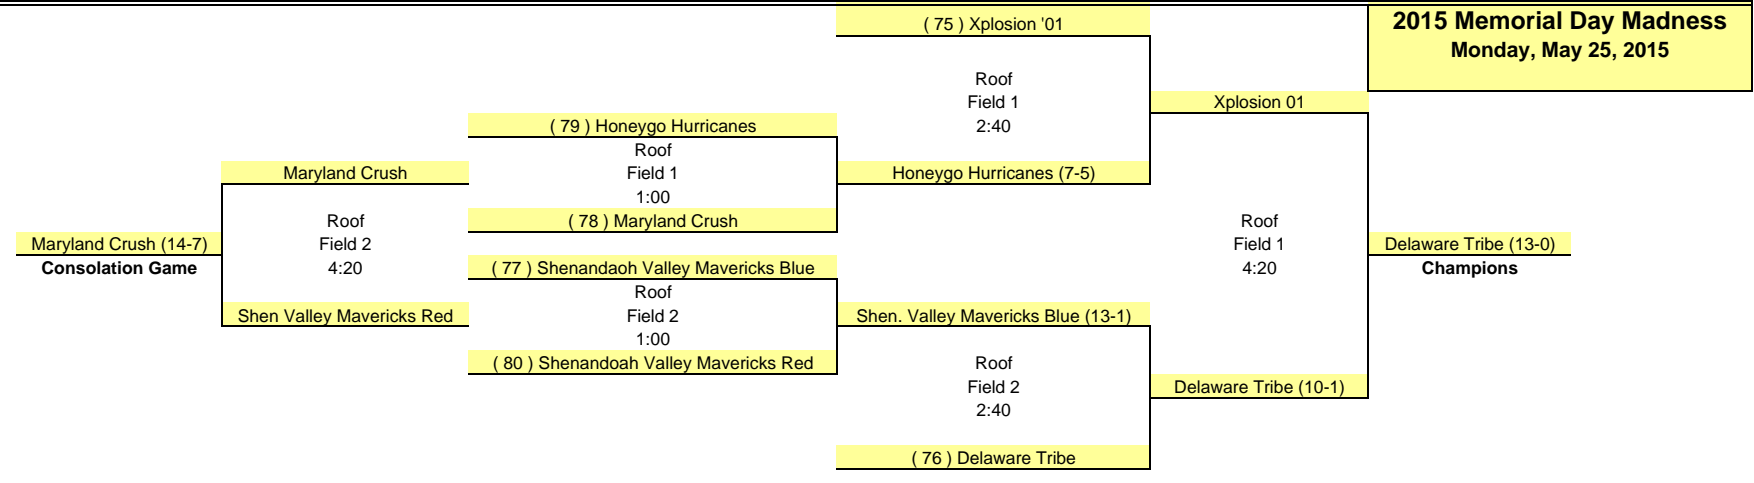 ( 75 ) Xplosion '01
2015 Memorial Day Madness
Monday, May 25, 2015
Roof
Field 1
2:40
Xplosion 01
( 79 ) Honeygo Hurricanes
Roof
Field 1
1:00
Maryland Crush
Honeygo Hurricanes (7-5)
( 78 ) Maryland Crush
Roof
Field 2
4:20
Maryland Crush (14-7)
Consolation Game
Roof
Field 1
4:20
Delaware Tribe (13-0)
Champions
( 77 ) Shenandaoh Valley Mavericks Blue
Roof
Field 2
1:00
Shen Valley Mavericks Red
Shen. Valley Mavericks Blue (13-1)
( 80 ) Shenandoah Valley Mavericks Red
Roof
Field 2
2:40
Delaware Tribe (10-1)
( 76 ) Delaware Tribe